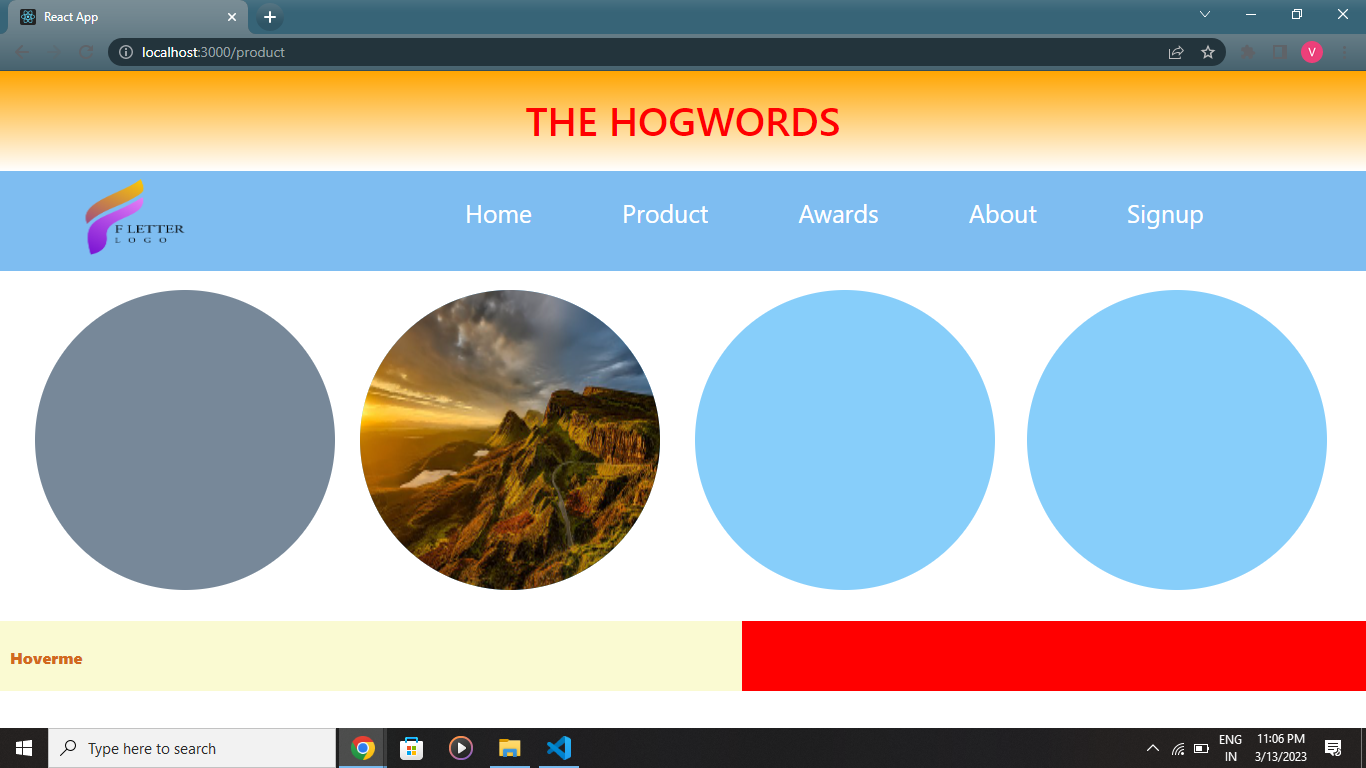 React App
localhost:3000/product
V
THE HOGWORDS
F LETTER
LOGO
Home Product Awards About Signup
Hoverme
Type here to search
ENG
IN
11:06 PM
3/13/2023